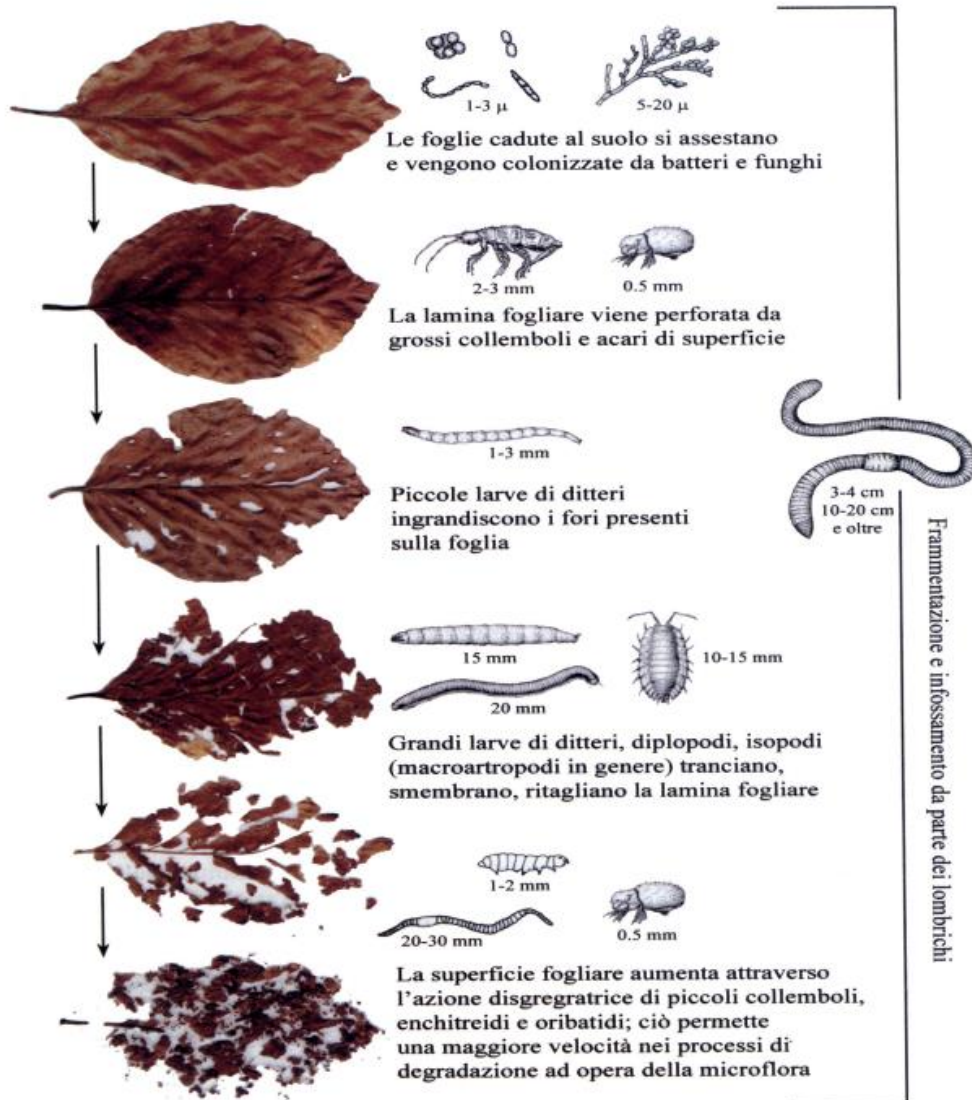 1-3 µ
5-20 µ
Le foglie cadute al suolo si assestano
e vengono colonizzate da batteri e funghi
2-3 mm
0.5 mm
La lamina fogliare viene perforata da
grossi collemboli e acari di superficie
1-3 mm
Piccole larve di ditteri
ingrandiscono i fori presenti
sulla foglia
3-4 cm
10-20 cm
e oltre
15 mm
10-15 mm
20 mm
Grandi larve di ditteri, diplopodi, isopodi
(macroartropodi in genere) tranciano,
smembrano, ritagliano la lamina fogliare
1-2 mm
20-30 mm
0.5 mm
La superficie fogliare aumenta attraverso
l'azione disgregratrice di piccoli collemboli,
enchitreidi e oribatidi; ciò permette
una maggiore velocità nei processi di
degradazione ad opera della microflora
Frammentazione e infossamento da parte dei lombrichi